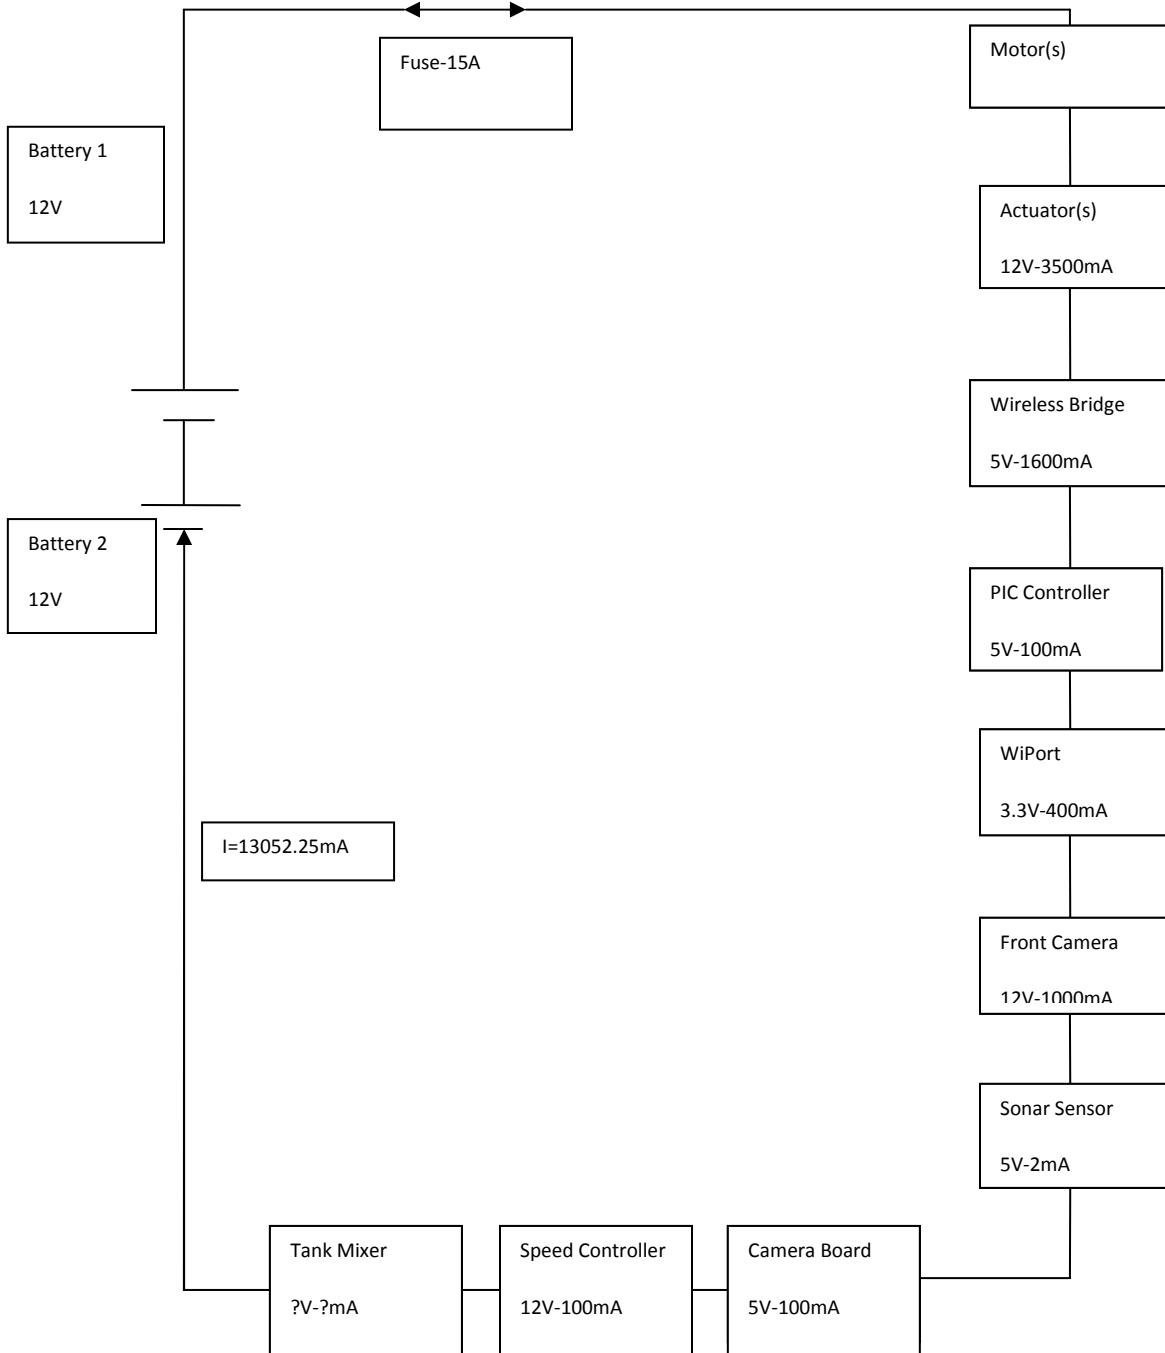 Fuse-15A
Motor(s)
Battery 1
12V
Actuator(s)
12V-3500mA
Wireless Bridge
5V-1600mA
Battery 2
12V
PIC Controller
5V-100mA
WiPort
3.3V-400mA
I=13052.25mA
Front Camera
12V-1000mA
Sonar Sensor
5V-2mA
Tank Mixer
?V-?mA
Speed Controller
12V-100mA
Camera Board
5V-100mA